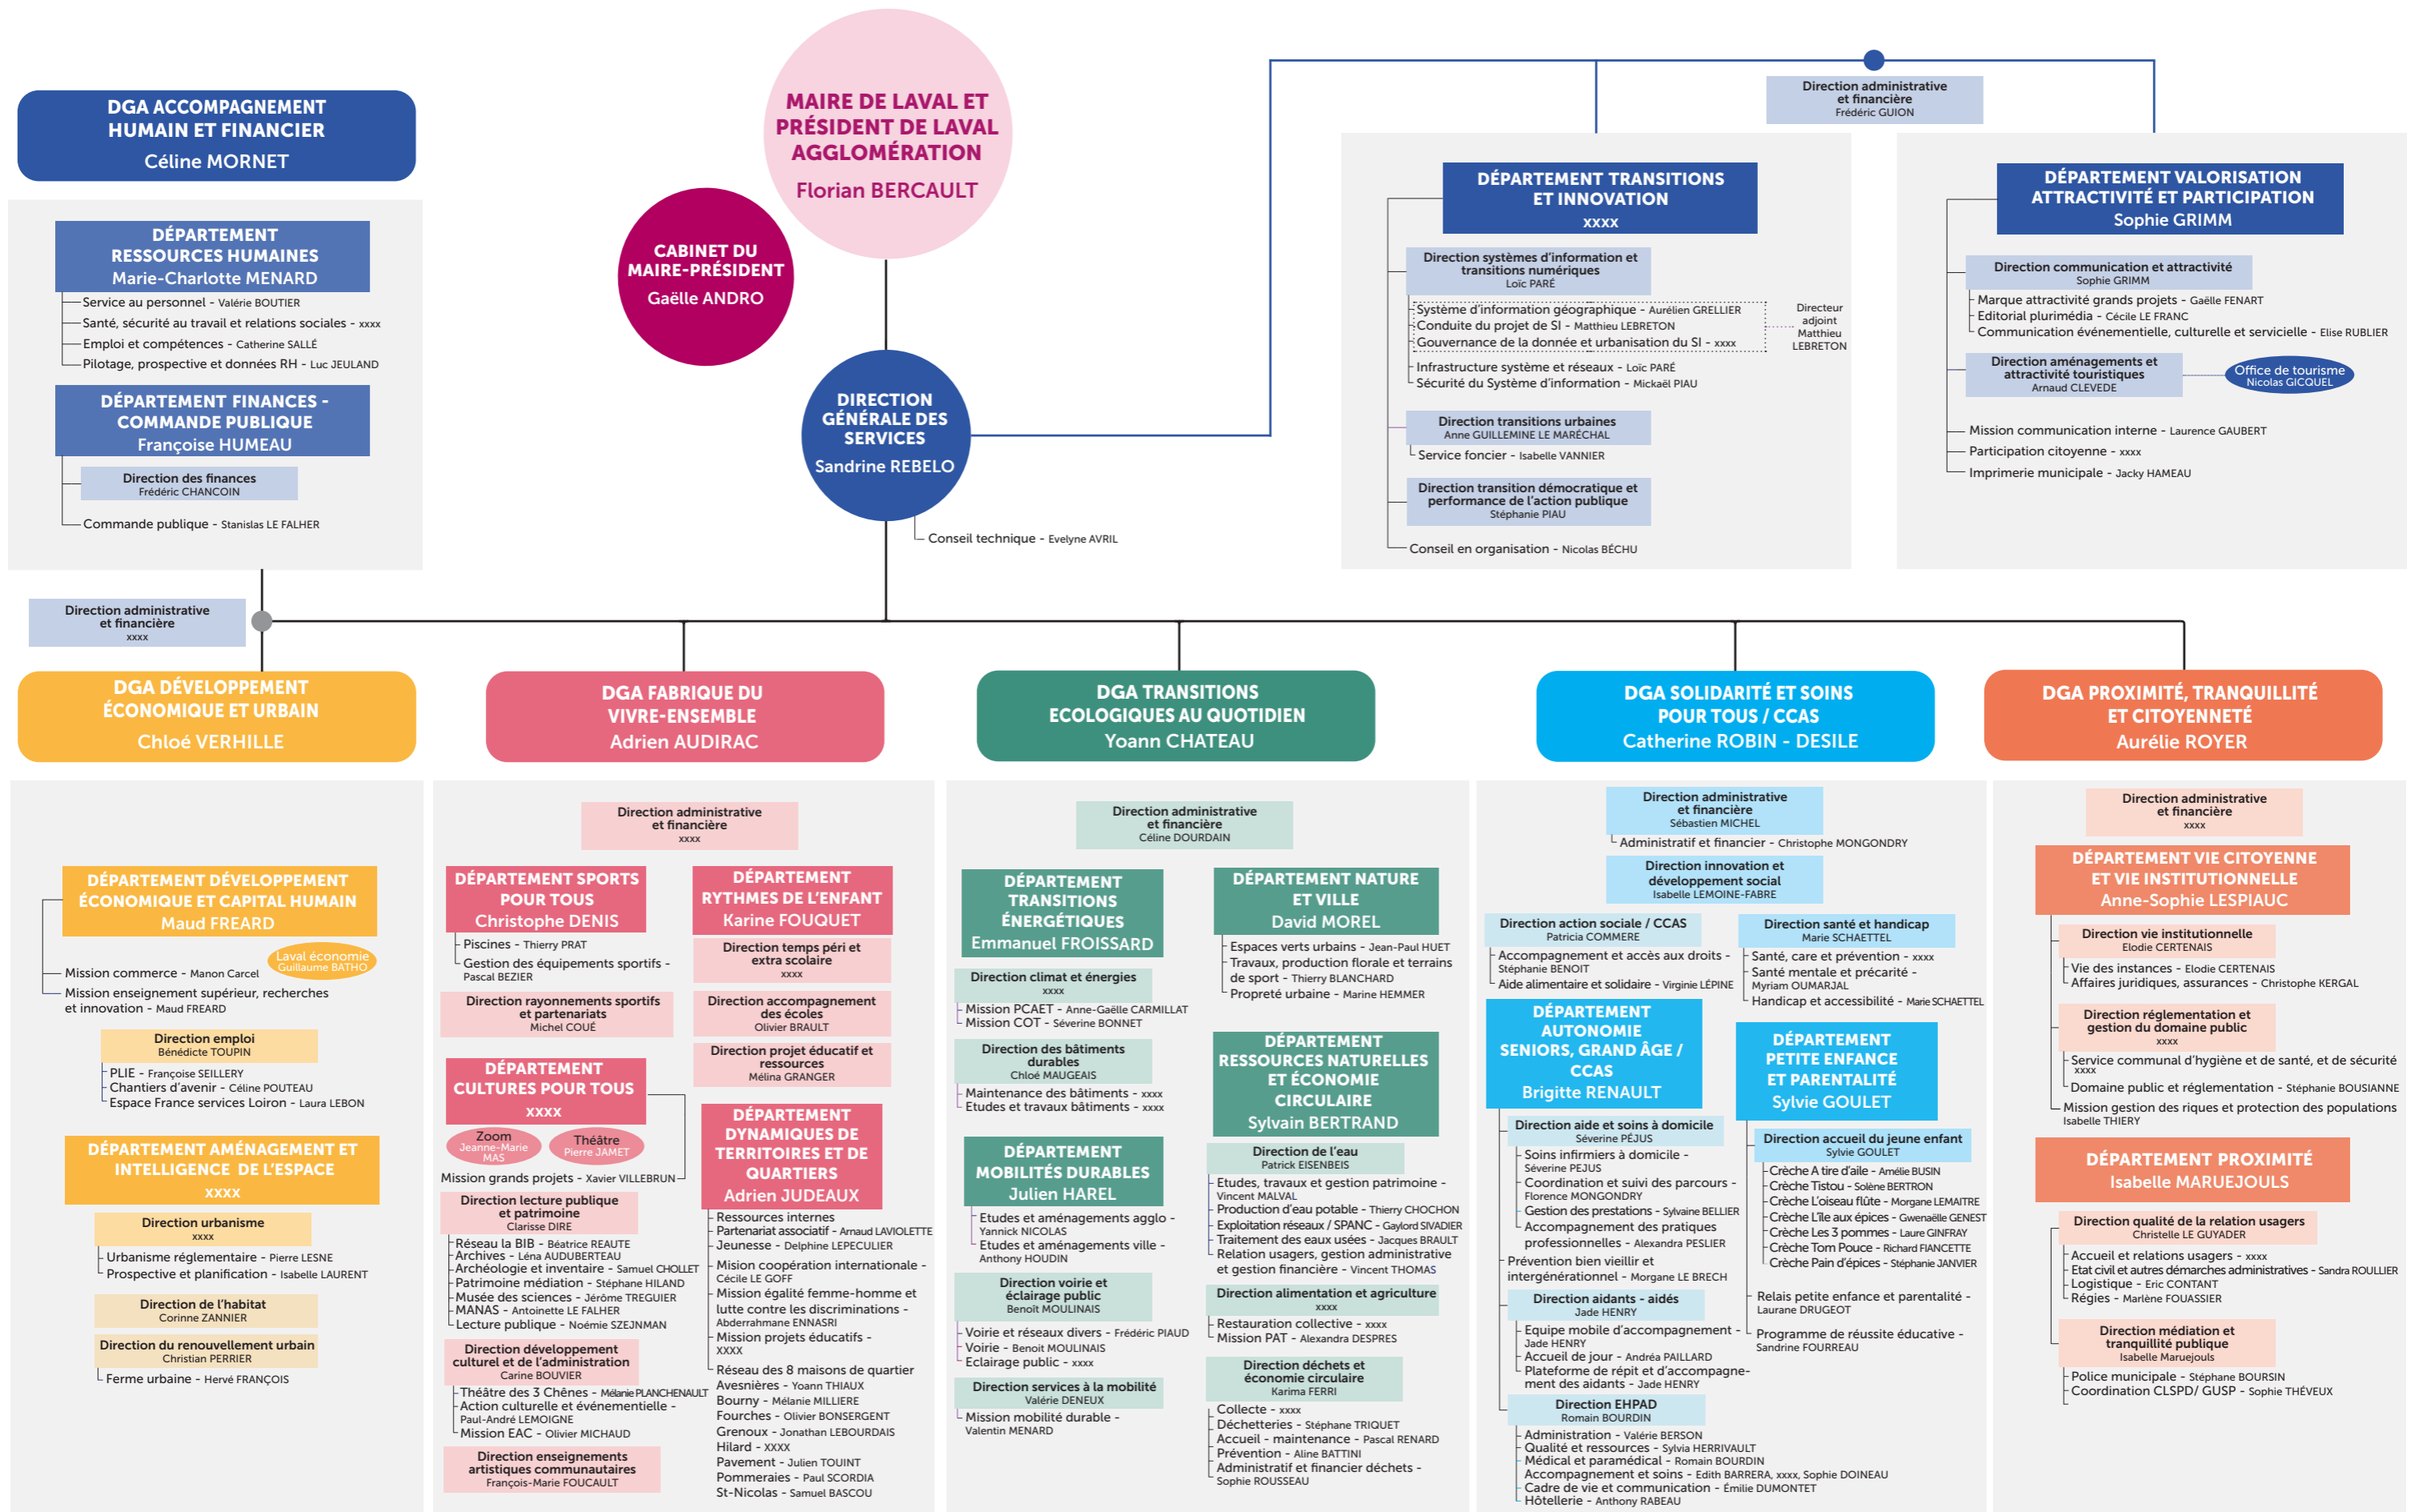 MAIRE DE LAVAL ET
PRÉSIDENT DE LAVAL
AGGLOMÉRATION
Florian BERCAULT
CABINET DU
MAIRE-PRÉSIDENT
Gaëlle ANDRO
DIRECTION
GÉNÉRALE DES
SERVICES
Sandrine REBELO
Conseil technique - Evelyne AVRIL
DGA ACCOMPAGNEMENT
HUMAIN ET FINANCIER
Céline MORNET
DÉPARTEMENT
RESSOURCES HUMAINES
Marie-Charlotte MENARD
Service au personnel - Valérie BOUTIER
Santé, sécurité au travail et relations sociales - xxxx
Emploi et compétences - Catherine SALLÉ
Pilotage, prospective et données RH - Luc JEULAND
DÉPARTEMENT FINANCES -
COMMANDE PUBLIQUE
Françoise HUMEAU
Direction des finances
Frédéric CHANCOIN
Commande publique - Stanislas LE FALHER
Direction administrative
et financière
Frédéric GUION
DÉPARTEMENT TRANSITIONS
ET INNOVATION
xxxx
Direction systèmes d'information et
transitions numériques
Loïc PARÉ
Système d'information géographique - Aurélien GRELLIER
Conduite du projet de SI - Matthieu LEBRETON
Gouvernance de la donnée et urbanisation du SI - xxxx
Directeur
adjoint
Matthieu
LEBRETON
Infrastructure système et réseaux - Loïc PARÉ
Sécurité du Système d'information - Mickaël PIAU
Direction transitions urbaines
Anne GUILLEMINE LE MARÉCHAL
Service foncier - Isabelle VANNIER
Direction transition démocratique et
performance de l'action publique
Stéphanie PIAU
Conseil en organisation - Nicolas BÉCHU
DÉPARTEMENT VALORISATION
ATTRACTIVITÉ ET PARTICIPATION
Sophie GRIMM
Direction communication et attractivité
Sophie GRIMM
Marque attractivité grands projets - Gaëlle FENART
Editorial plurimédia - Cécile LE FRANC
Communication événementielle, culturelle et servicielle - Elise RUBLIER
Direction aménagements et
attractivité touristiques
Arnaud CLEVEDE
Office de tourisme
Nicolas GICQUEL
Mission communication interne - Laurence GAUBERT
Participation citoyenne - xxxx
Imprimerie municipale - Jacky HAMEAU
Direction administrative
et financière
xxxx
DGA DÉVELOPPEMENT
ÉCONOMIQUE ET URBAIN
Chloé VERHILLE
DÉPARTEMENT DÉVELOPPEMENT
ÉCONOMIQUE ET CAPITAL HUMAIN
Maud FREARD
Laval économie
Guillaume BATHO
Mission commerce - Manon Carcel
Mission enseignement supérieur, recherches
et innovation - Maud FREARD
Direction emploi
Bénédicte TOUPIN
PLIE - Françoise SEILLERY
Chantiers d'avenir - Céline POUTEAU
Espace France services Loiron - Laura LEBON
DÉPARTEMENT AMÉNAGEMENT ET
INTELLIGENCE DE L'ESPACE
xxxx
Direction urbanisme
xxxx
Urbanisme réglementaire - Pierre LESNE
Prospective et planification - Isabelle LAURENT
Direction de l'habitat
Corinne ZANNIER
Direction du renouvellement urbain
Christian PERRIER
Ferme urbaine - Hervé FRANÇOIS
DGA FABRIQUE DU
VIVRE-ENSEMBLE
Adrien AUDIRAC
Direction administrative
et financière
xxxx
DÉPARTEMENT SPORTS
POUR TOUS
Christophe DENIS
Piscines - Thierry PRAT
Gestion des équipements sportifs -
Pascal BEZIER
Direction rayonnements sportifs
et partenariats
Michel COUÉ
DÉPARTEMENT
CULTURES POUR TOUS
xxxx
Zoom
Jeanne-Marie
MAS
Théâtre
Pierre JAMET
Mission grands projets - Xavier VILLEBRUN
Direction lecture publique
et patrimoine
Clarisse DIRE
Réseau la BIB - Béatrice REAUTE
Archives - Léna AUDUBERTEAU
Archéologie et inventaire - Samuel CHOLLET
Patrimoine médiation - Stéphane HILAND
Musée des sciences - Jérôme TREGUIER
MANAS - Antoinette LE FALHER
Lecture publique - Noémie SZEJNMAN
Direction développement
culturel et de l'administration
Carine BOUVIER
Théâtre des 3 Chênes - Mélanie PLANCHENAULT
Action culturelle et événementielle -
Paul-André LEMOIGNE
Mission EAC - Olivier MICHAUD
Direction enseignements
artistiques communautaires
François-Marie FOUCAULT
DÉPARTEMENT
RYTHMES DE L'ENFANT
Karine FOUQUET
Direction temps péri et
extra scolaire
xxxx
Direction accompagnement
des écoles
Olivier BRAULT
Direction projet éducatif et
ressources
Mélina GRANGER
DÉPARTEMENT
DYNAMIQUES DE
TERRITOIRES ET DE
QUARTIERS
Adrien JUDEAUX
Ressources internes
Partenariat associatif - Arnaud LAVIOLETTE
Jeunesse - Delphine LEPECULIER
Mision coopération internationale -
Cécile LE GOFF
Mission égalité femme-homme et
lutte contre les discriminations -
Abderrahmane ENNASRI
Mission projets éducatifs -
XXXX
Réseau des 8 maisons de quartier
Avesnières - Yoann THIAUX
Bourny - Mélanie MILLIERE
Fourches - Olivier BONSERGENT
Grenoux - Jonathan LEBOURDAIS
Hilard - XXXX
Pavement - Julien TOUINT
Pommeraies - Paul SCORDIA
St-Nicolas - Samuel BASCOU
DGA TRANSITIONS
ECOLOGIQUES AU QUOTIDIEN
Yoann CHATEAU
Direction administrative
et financière
Céline DOURDAIN
DÉPARTEMENT
TRANSITIONS
ÉNERGÉTIQUES
Emmanuel FROISSARD
Direction climat et énergies
xxxx
Mission PCAET - Anne-Gaëlle CARMILLAT
Mission COT - Séverine BONNET
Direction des bâtiments
durables
Chloé MAUGEAIS
Maintenance des bâtiments - xxxx
Etudes et travaux bâtiments - xxxx
DÉPARTEMENT
MOBILITÉS DURABLES
Julien HAREL
Etudes et aménagements agglo -
Yannick NICOLAS
Etudes et aménagements ville -
Anthony HOUDIN
Direction voirie et
éclairage public
Benoît MOULINAIS
Voirie et réseaux divers - Frédéric PIAUD
Voirie - Benoit MOULINAIS
Eclairage public - xxxx
Direction services à la mobilité
Valérie DENEUX
Mission mobilité durable -
Valentin MENARD
DÉPARTEMENT NATURE
ET VILLE
David MOREL
Espaces verts urbains - Jean-Paul HUET
Travaux, production florale et terrains
de sport - Thierry BLANCHARD
Propreté urbaine - Marine HEMMER
DÉPARTEMENT
RESSOURCES NATURELLES
ET ÉCONOMIE
CIRCULAIRE
Sylvain BERTRAND
Direction de l'eau
Patrick EISENBEIS
Etudes, travaux et gestion patrimoine -
Vincent MALVAL
Production d'eau potable - Thierry CHOCHON
Exploitation réseaux / SPANC - Gaylord SIVADIER
Traitement des eaux usées - Jacques BRAULT
Relation usagers, gestion administrative
et gestion financière - Vincent THOMAS
Direction alimentation et agriculture
xxxx
Restauration collective - xxxx
Mission PAT - Alexandra DESPRES
Direction déchets et
économie circulaire
Karima FERRI
Collecte - xxxx
Déchetteries - Stéphane TRIQUET
Accueil - maintenance - Pascal RENARD
Prévention - Aline BATTINI
Administratif et financier déchets -
Sophie ROUSSEAU
DGA SOLIDARITÉ ET SOINS
POUR TOUS / CCAS
Catherine ROBIN - DESILE
Direction administrative
et financière
Sébastien MICHEL
Administratif et financier - Christophe MONGONDRY
Direction innovation et
développement social
Isabelle LEMOINE-FABRE
Direction action sociale / CCAS
Patricia COMMERE
Accompagnement et accès aux droits -
Stéphanie BENOIT
Aide alimentaire et solidaire - Virginie LÉPINE
DÉPARTEMENT
AUTONOMIE
SENIORS, GRAND ÂGE /
CCAS
Brigitte RENAULT
Direction aide et soins à domicile
Séverine PÉJUS
Soins infirmiers à domicile -
Séverine PEJUS
Coordination et suivi des parcours -
Florence MONGONDRY
Gestion des prestations - Sylvaine BELLIER
Accompagnement des pratiques
professionnelles - Alexandra PESLIER
Prévention bien vieillir et
intergénérationnel - Morgane LE BRECH
Direction aidants - aidés
Jade HENRY
Equipe mobile d'accompagnement -
Jade HENRY
Accueil de jour - Andréa PAILLARD
Plateforme de répit et d'accompagne-
ment des aidants - Jade HENRY
Direction EHPAD
Romain BOURDIN
Administration - Valérie BERSON
Qualité et ressources - Sylvia HERRIVAULT
Médical et paramédical - Romain BOURDIN
Accompagnement et soins - Edith BARRERA, xxxx, Sophie DOINEAU
Cadre de vie et communication - Émilie DUMONTET
Hôtellerie - Anthony RABEAU
Direction santé et handicap
Marie SCHAETTEL
Santé, care et prévention - xxxx
Santé mentale et précarité -
Myriam OUMARJAL
Handicap et accessibilité - Marie SCHAETTEL
DÉPARTEMENT
PETITE ENFANCE
ET PARENTALITÉ
Sylvie GOULET
Direction accueil du jeune enfant
Sylvie GOULET
Crèche A tire d'aile - Amélie BUSIN
Crèche Tistou - Solène BERTRON
Crèche L'oiseau flûte - Morgane LEMAITRE
Crèche L'île aux épices - Gwenaëlle GENEST
Crèche Les 3 pommes - Laure GINFRAY
Crèche Tom Pouce - Richard FIANCETTE
Crèche Pain d'épices - Stéphanie JANVIER
Relais petite enfance et parentalité -
Laurane DRUGEOT
Programme de réussite éducative -
Sandrine FOURREAU
DGA PROXIMITÉ, TRANQUILLITÉ
ET CITOYENNETÉ
Aurélie ROYER
Direction administrative
et financière
xxxx
DÉPARTEMENT VIE CITOYENNE
ET VIE INSTITUTIONNELLE
Anne-Sophie LESPIAUC
Direction vie institutionnelle
Elodie CERTENAIS
Vie des instances - Elodie CERTENAIS
Affaires juridiques, assurances - Christophe KERGAL
Direction réglementation et
gestion du domaine public
xxxx
Service communal d'hygiène et de santé, et de sécurité
xxxx
Domaine public et réglementation - Stéphanie BOUSIANNE
Mission gestion des riques et protection des populations
Isabelle THIERY
DÉPARTEMENT PROXIMITÉ
Isabelle MARUEJOULS
Direction qualité de la relation usagers
Christelle LE GUYADER
Accueil et relations usagers - xxxx
Etat civil et autres démarches administratives - Sandra ROULLIER
Logistique - Eric CONTANT
Régies - Marlène FOUASSIER
Direction médiation et
tranquillité publique
Isabelle Maruejouls
Police municipale - Stéphane BOURSIN
Coordination CLSPD/ GUSP - Sophie THÉVEUX